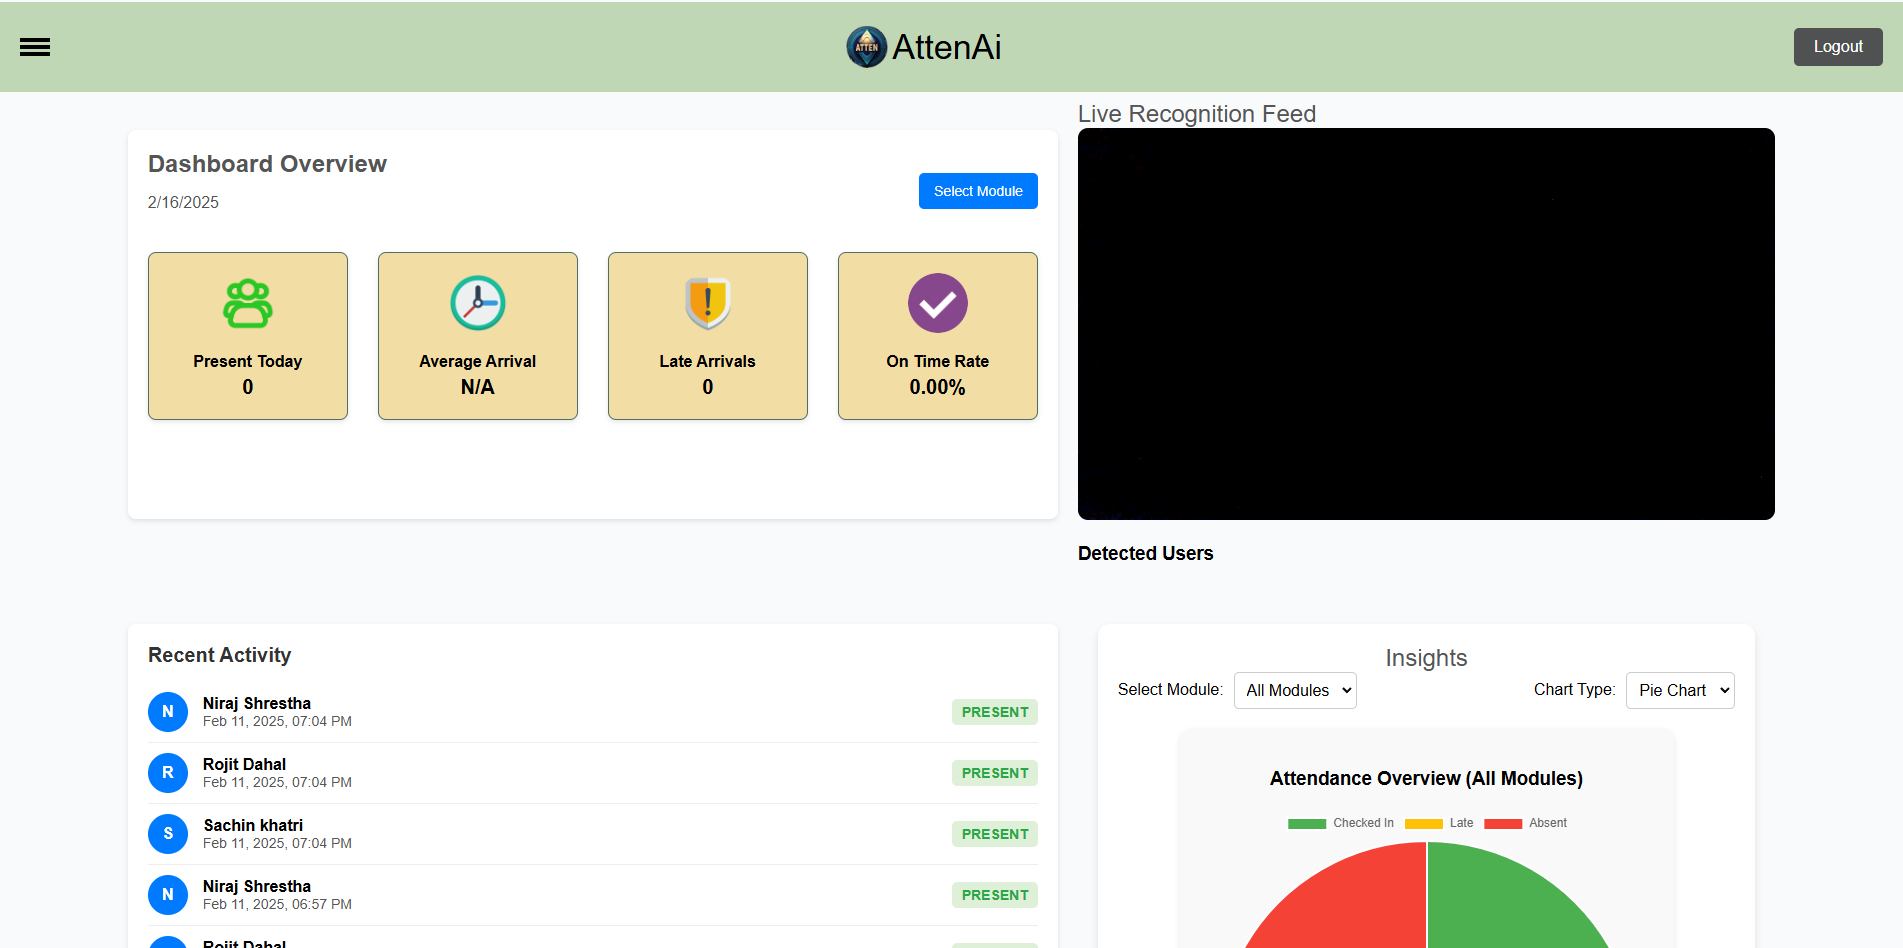 ATTEN
AttenAi
Logout
Dashboard Overview
2/16/2025
Select Module
Present Today
0
Average Arrival
N/A
Late Arrivals
0
On Time Rate
0.00%
Live Recognition Feed
Detected Users
Recent Activity
N
Niraj Shrestha
Feb 11, 2025, 07:04 PM
PRESENT
R
Rojit Dahal
Feb 11, 2025, 07:04 PM
PRESENT
S
Sachin khatri
Feb 11, 2025, 07:04 PM
PRESENT
N
Niraj Shrestha
Feb 11, 2025, 06:57 PM
PRESENT
Rojit Dahal
Insights
Select Module: All Modules
Chart Type: Pie Chart
Attendance Overview (All Modules)
Checked In Late Absent